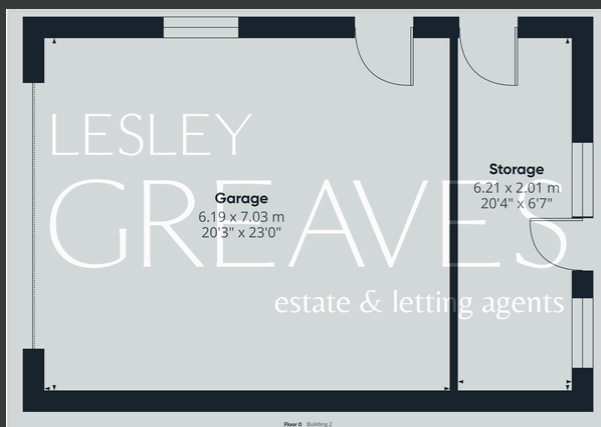 LESLEY
GREAVES
estate & letting agents
Garage
6.19 x 7.03 m
20'3" x 23'0"
Storage
6.21 x 2.01 m
20'4" x 6'7"
Floor 0 Building 2